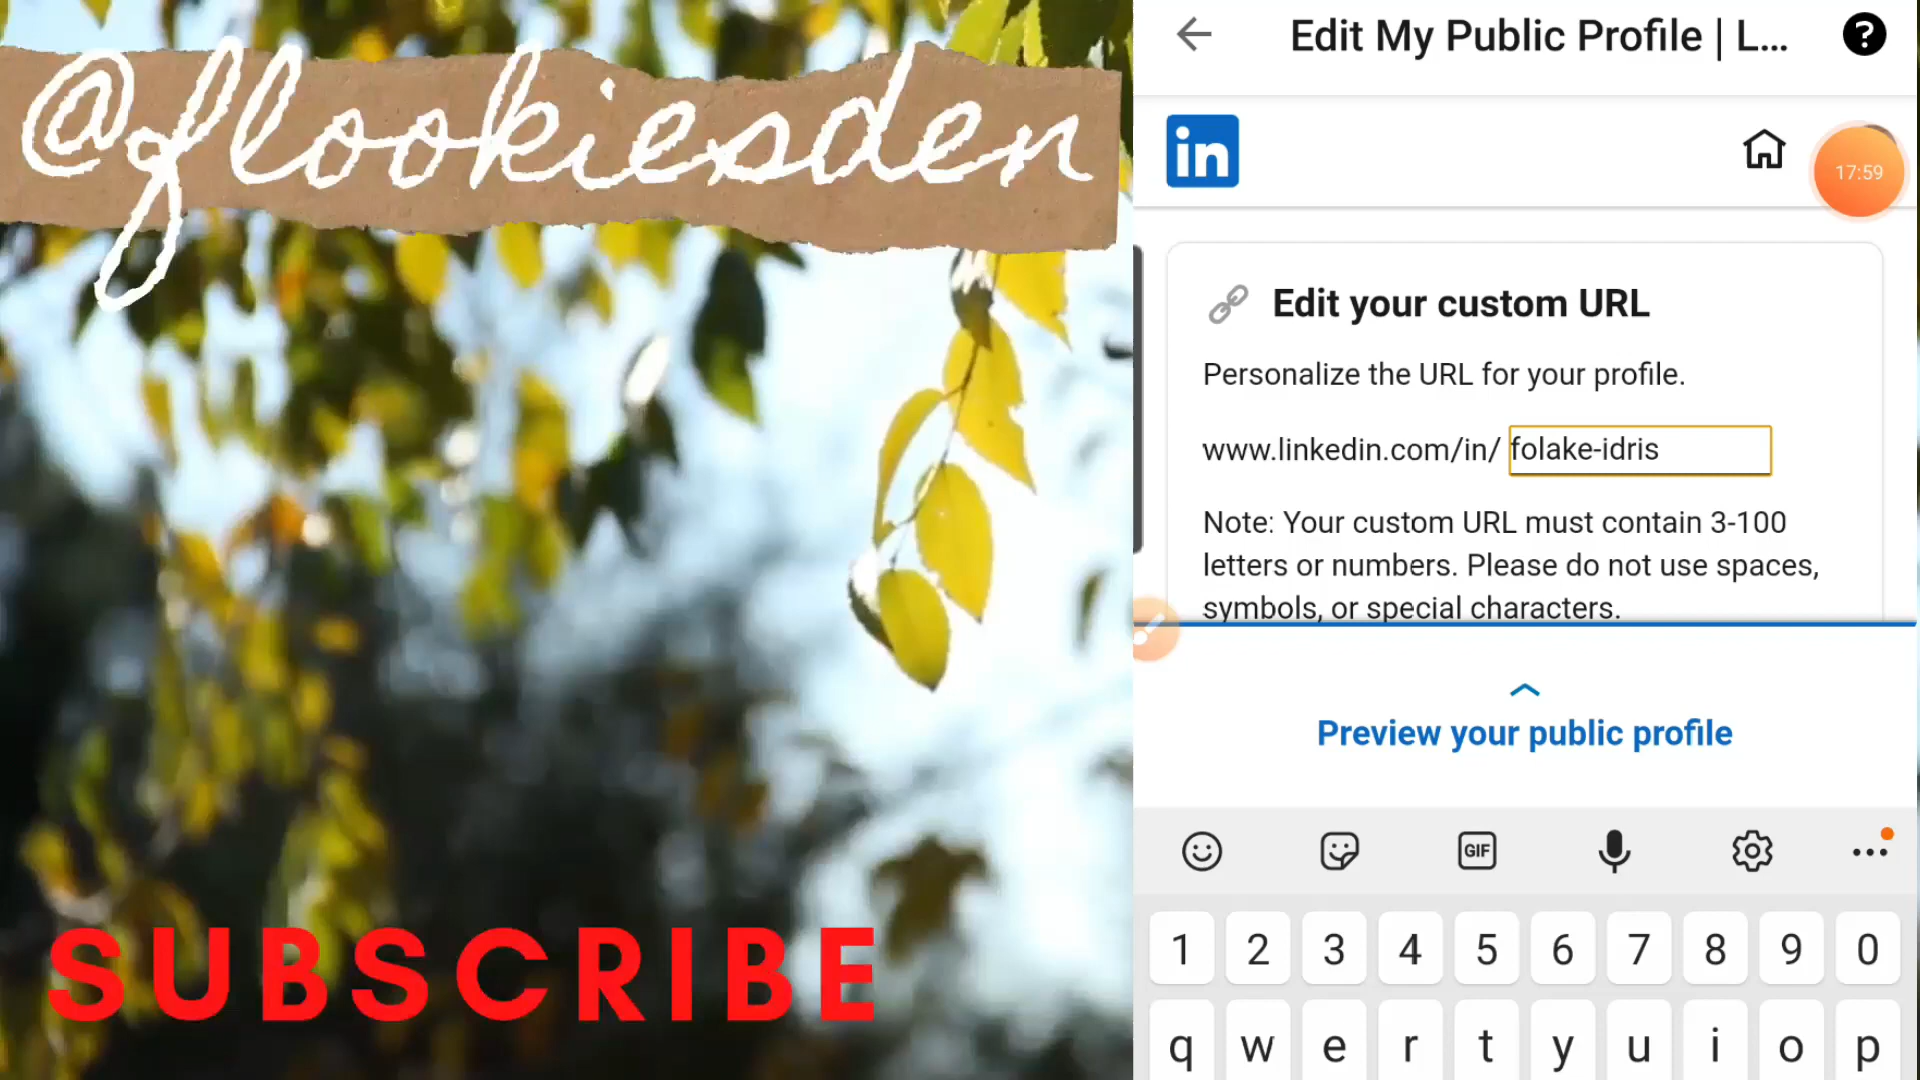 @flookiesden
SUBSCRIBE
Edit My Public Profile | L...
?
in
17:59
Edit your custom URL
Personalize the URL for your profile.
www.linkedin.com/in/ folake-idris
Note: Your custom URL must contain 3-100
letters or numbers. Please do not use spaces,
symbols, or special characters.
Preview your public profile
GIF
1 2 3 4 5 6 7 8 9 0
q w e r t y u i o p